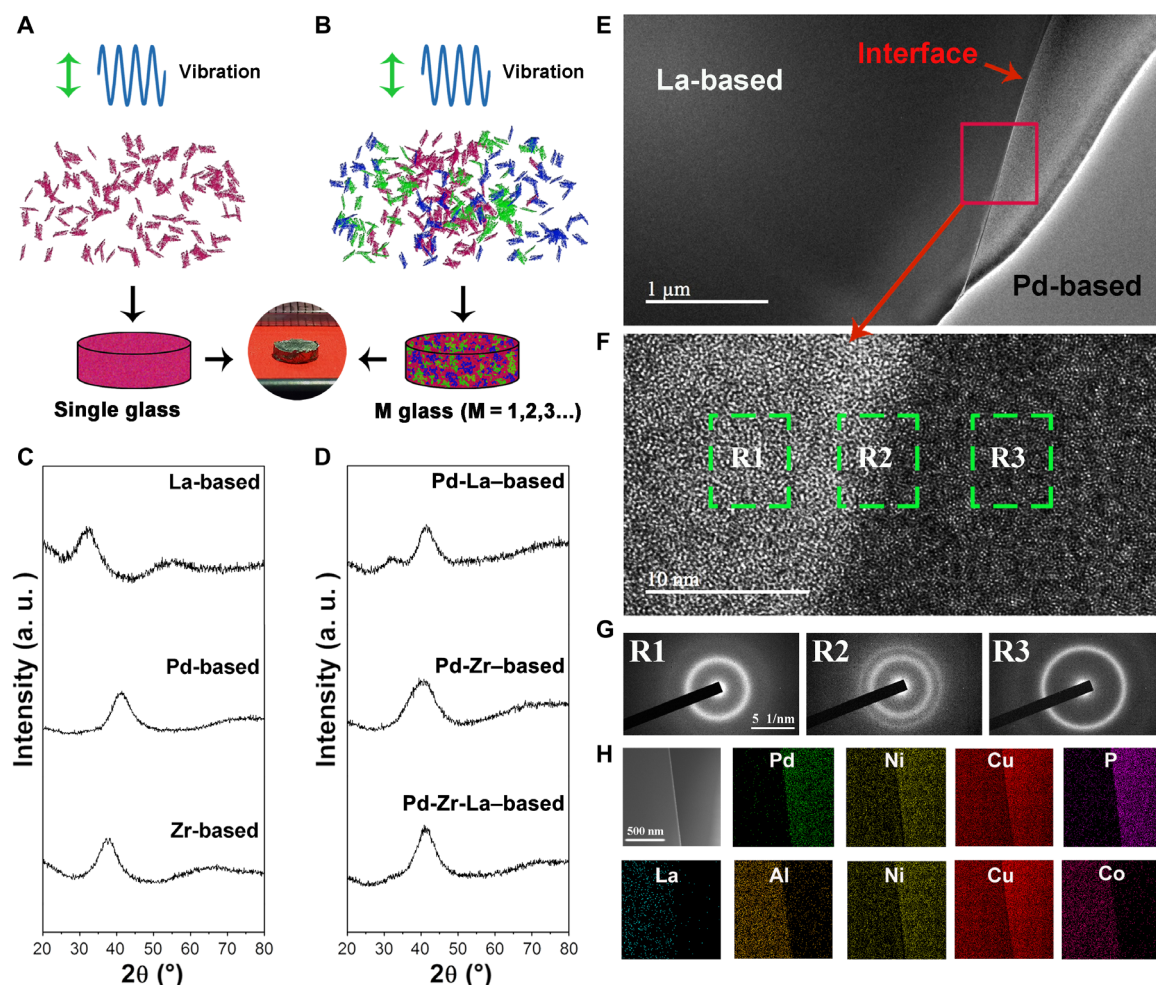 A
Vibration
Single glass
B
Vibration
M glass (M = 1,2,3...)
C
La-based
Pd-based
Zr-based
Intensity (a. u. )
20 30 40 50 60 70 80
2θ (°)
D
Pd-La–based
Pd-Zr–based
Pd-Zr-La–based
Intensity (a. u. )
20 30 40 50 60 70 80
2θ (°)
E
La-based
Interface
Pd-based
1 μm
F
R1 R2 R3
10 nm
G
R1 R2 R3
5 1/nm
H
500 nm
Pd Ni Cu P
La Al Ni Cu Co